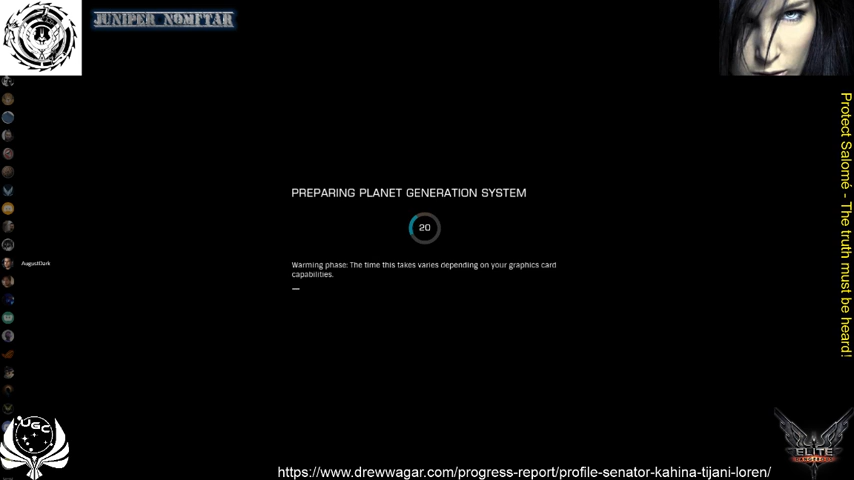 JUNIPER NOMFTAR
PREPARING PLANET GENERATION SYSTEM
20
Warming phase: The time this takes varies depending on your graphics card
capabilities.
AugustDark
Protect Salomé - The truth must be heard!
UGC
ELITE
DANGEROUS
https://www.drewwagar.com/progress-report/profile-senator-kahina-tijani-loren/